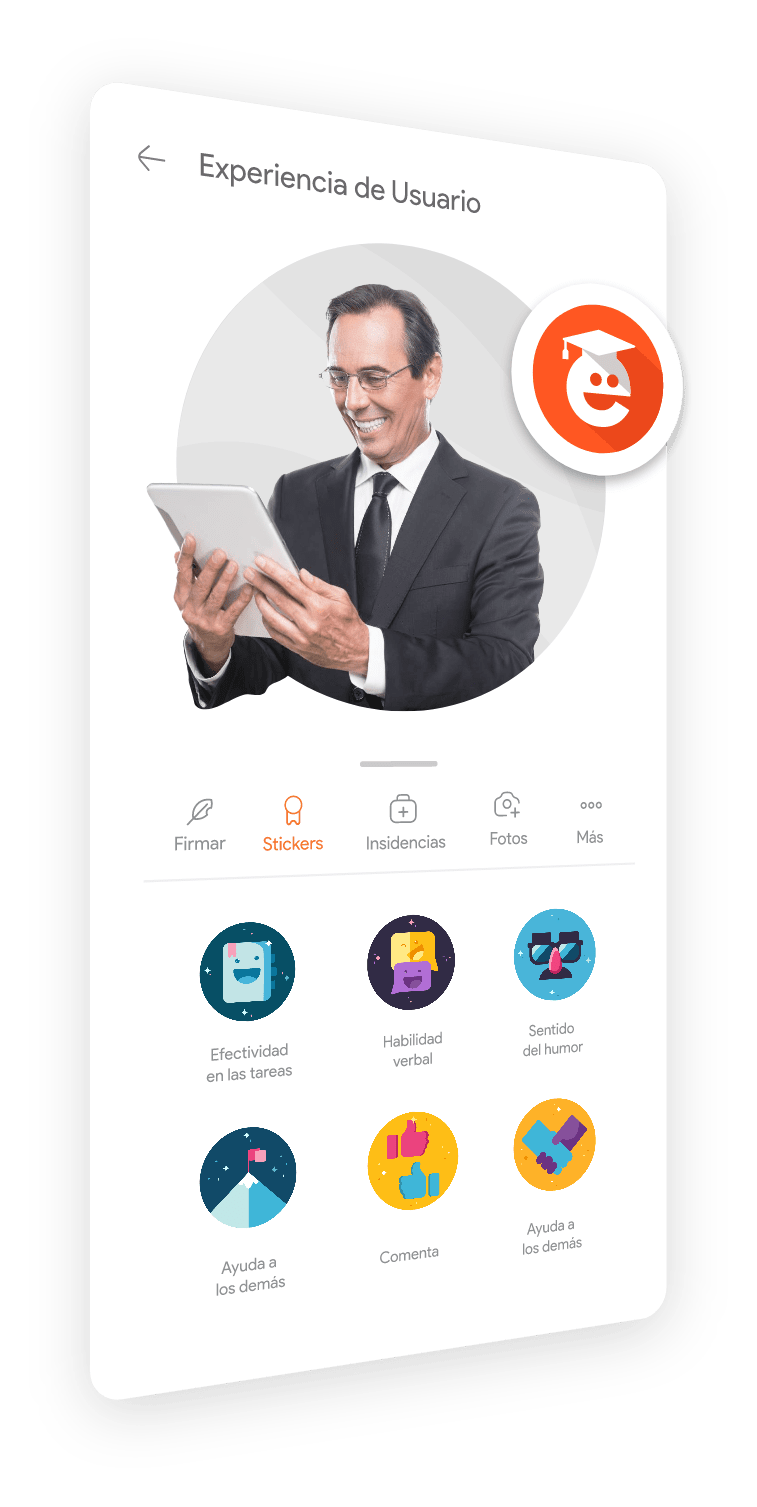 Experiencia de Usuario
Firmar
Stickers
Insidencias
Fotos
Más
Efectividad
en las tareas
Habilidad
verbal
Sentido
del humor
Ayuda a
los demás
Comenta
Ayuda a
los demás